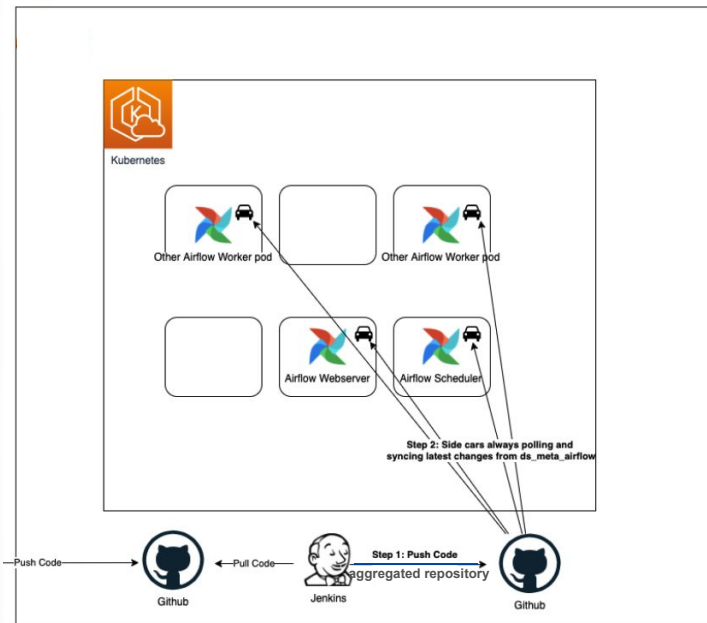 Kubernetes
Other Airflow Worker pod
Other Airflow Worker pod
Airflow Webserver
Airflow Scheduler
Step 2: Side cars always polling and
syncing latest changes from ds_meta_airflow
Push Code
Pull Code
Step 1: Push Code
aggregated repository
Github
Jenkins
Github